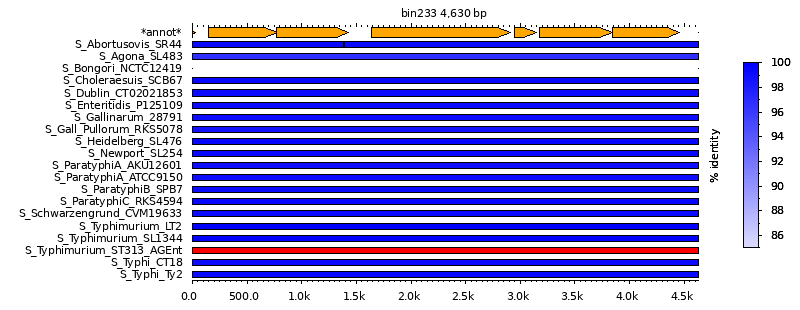 bin233 4,630 bp
*annot*
S_Abortusovis_SR44
S_Agona_SL483
S_Bongori_NCTC12419
S_Choleraesuis_SCB67
S_Dublin_CT02021853
S_Enteritidis_P125109
S_Gallinarum_28791
S_Gall_Pullorum_RKS5078
S_Heidelberg_SL476
S_Newport_SL254
S_ParatyphiA_AKU12601
S_ParatyphiA_ATCC9150
S_ParatyphiB_SPB7
S_ParatyphiC_RKS4594
S_Schwarzengrund_CVM19633
S_Typhimurium_LT2
S_Typhimurium_SL1344
S_Typhimurium_ST313_AGEnt
S_Typhi_CT18
S_Typhi_Ty2
0.0 500.0 1.0k 1.5k 2.0k 2.5k 3.0k 3.5k 4.0k 4.5k
% identity
100
98
96
94
92
90
88
86